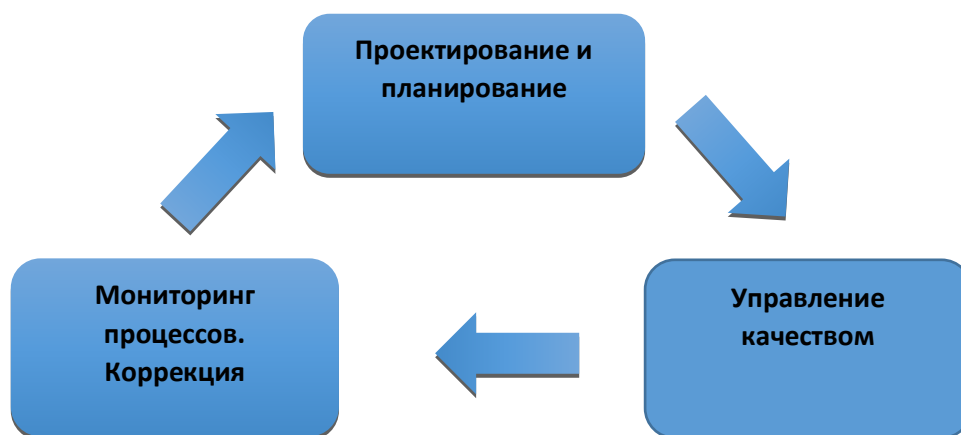 Проектирование и
планирование
Управление
качеством
Мониторинг
процессов.
Коррекция